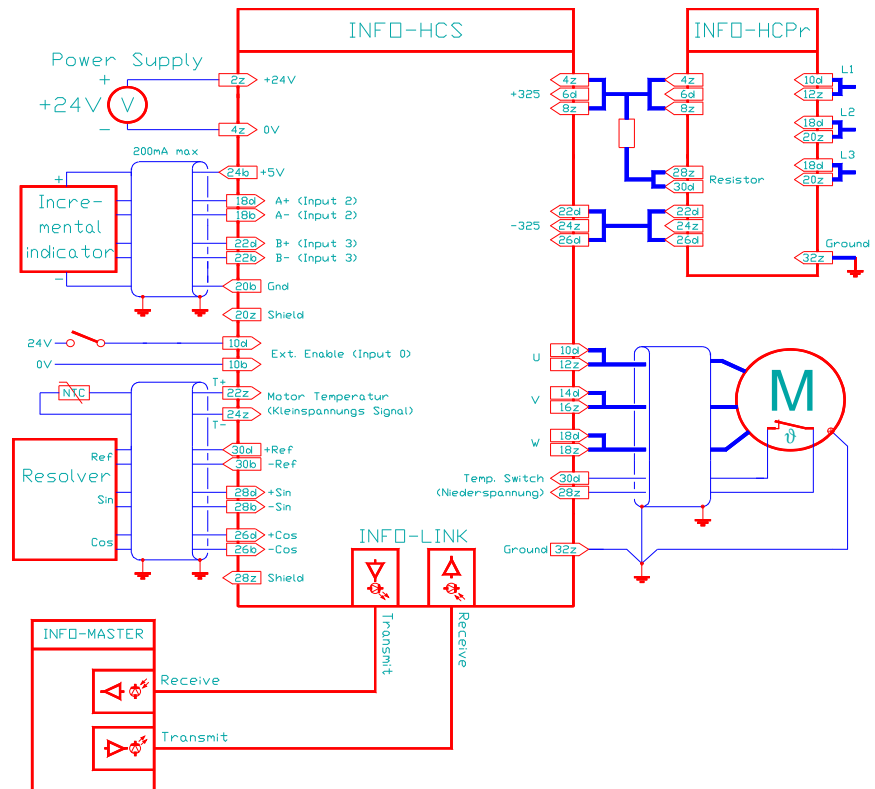 INFO-HCS
INFO-HCPr
Power Supply
+
+24V
V
-
2z +24V
4z 0V
200mA max
+
Incre-
mental
indicator
-
24b +5V
18d A+ (Input 2)
18b A- (Input 2)
22d B+ (Input 3)
22b B- (Input 3)
20b Gnd
20z Shield
24V
0V
10d
10b
Ext. Enable (Input 0)
NTC
T+
22z
24z
T-
Motor Temperatur
(Kleinspannungs Signal)
Resolver
Ref
Sin
Cos
30d +Ref
30b -Ref
28d +Sin
28b -Sin
26d +Cos
26b -Cos
28z Shield
+325
4z
6d
8z
-325
22d
24z
26d
4z
6d
8z
28z
30d
Resistor
22d
24z
26d
10d
12z
L1
18d
20z
L2
18d
20z
L3
Ground
32z
U
10d
12z
V
14d
16z
W
18d
18z
Temp. Switch
(Niederspannung)
30d
28z
Ground 32z
M
ϑ
INFO-LINK
Transmit
Receive
INFO-MASTER
Receive
Transmit